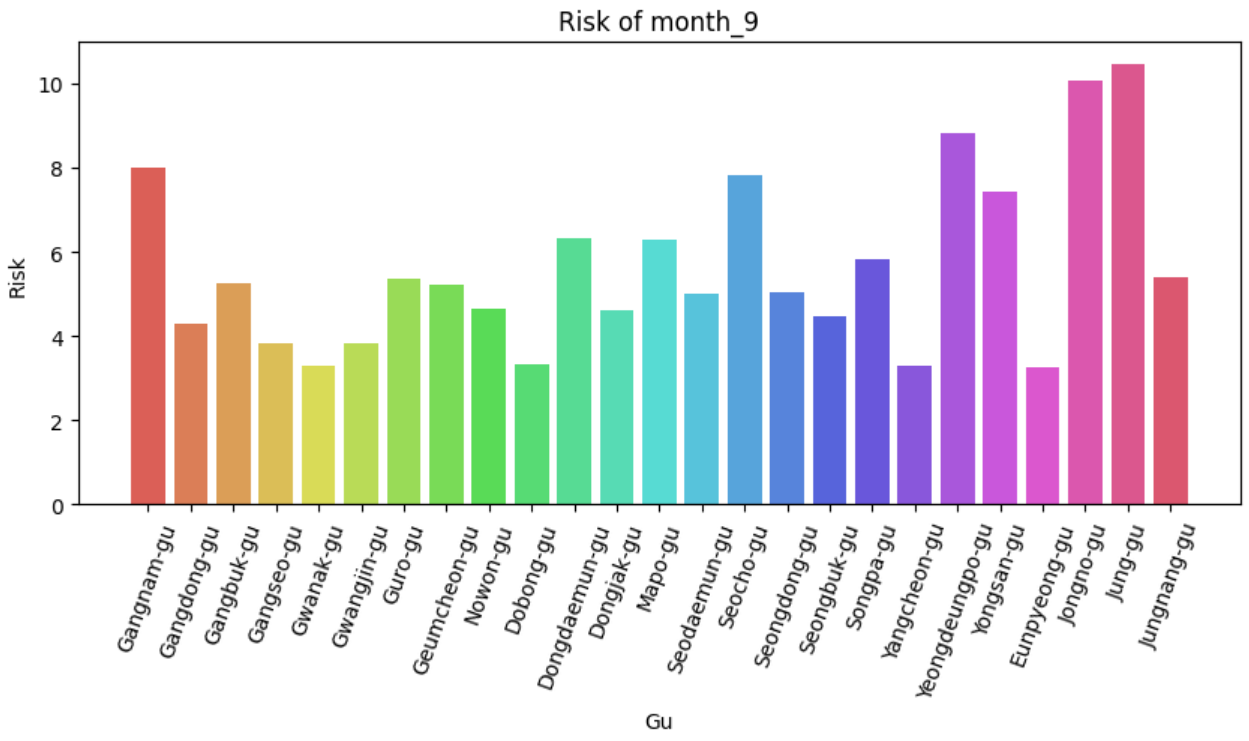 Risk of month_9
10
8
6
4
2
0
Risk
Gangnam-gu
Gangdong-gu
Gangbuk-gu
Gangseo-gu
Gwanak-gu
Gwangjin-gu
Guro-gu
Geumcheon-gu
Nowon-gu
Dobong-gu
Dongdaemun-gu
Dongjak-gu
Mapo-gu
Seodaemun-gu
Seocho-gu
Seongdong-gu
Seongbuk-gu
Songpa-gu
Yangcheon-gu
Yeongdeungpo-gu
Yongsan-gu
Eunpyeong-gu
Jongno-gu
Jung-gu
Jungnang-gu
Gu